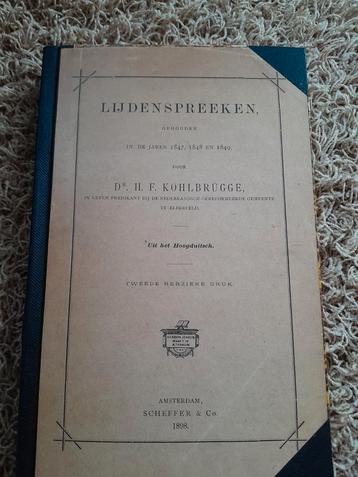 LIJDENSPREEKEN,
GEHOUDEN
IN DE JAREN 1847, 1848 EN 1849,
DOOR
Dr. H. F. KOHLBRÜGGE,
IN LEVEN PREDIKANT BIJ DE NEDERLANDSCH GEREFORMEERDE GEMEENTE
TE ELBERFELD.
Uit het Hoogduitsch.
TWEEDE HERZIENE DRUK.
AMSTERDAM,
SCHEFFER & Co.
1898.